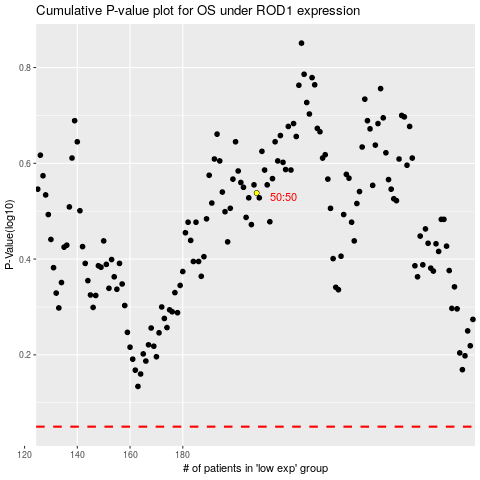 Cumulative P-value plot for OS under ROD1 expression
P-Value(log10)
0.8
0.6
0.4
0.2
50:50
120 140 160 180
# of patients in 'low exp' group